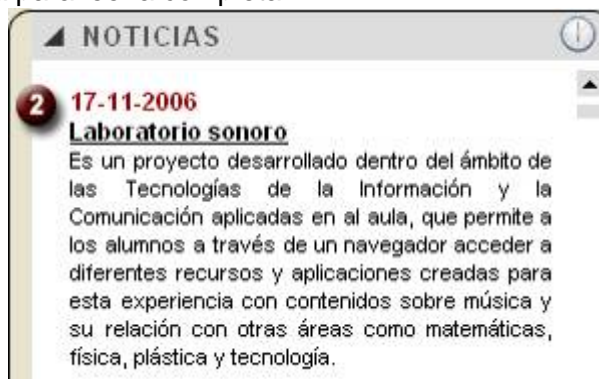 NOTICIAS
2
17-11-2006
Laboratorio sonoro
Es un proyecto desarrollado dentro del ámbito de
las Tecnologías de la Información y la
Comunicación aplicadas en al aula, que permite a
los alumnos a través de un navegador acceder a
diferentes recursos y aplicaciones creadas para
esta experiencia con contenidos sobre música y
su relación con otras áreas como matemáticas,
física, plástica y tecnología.